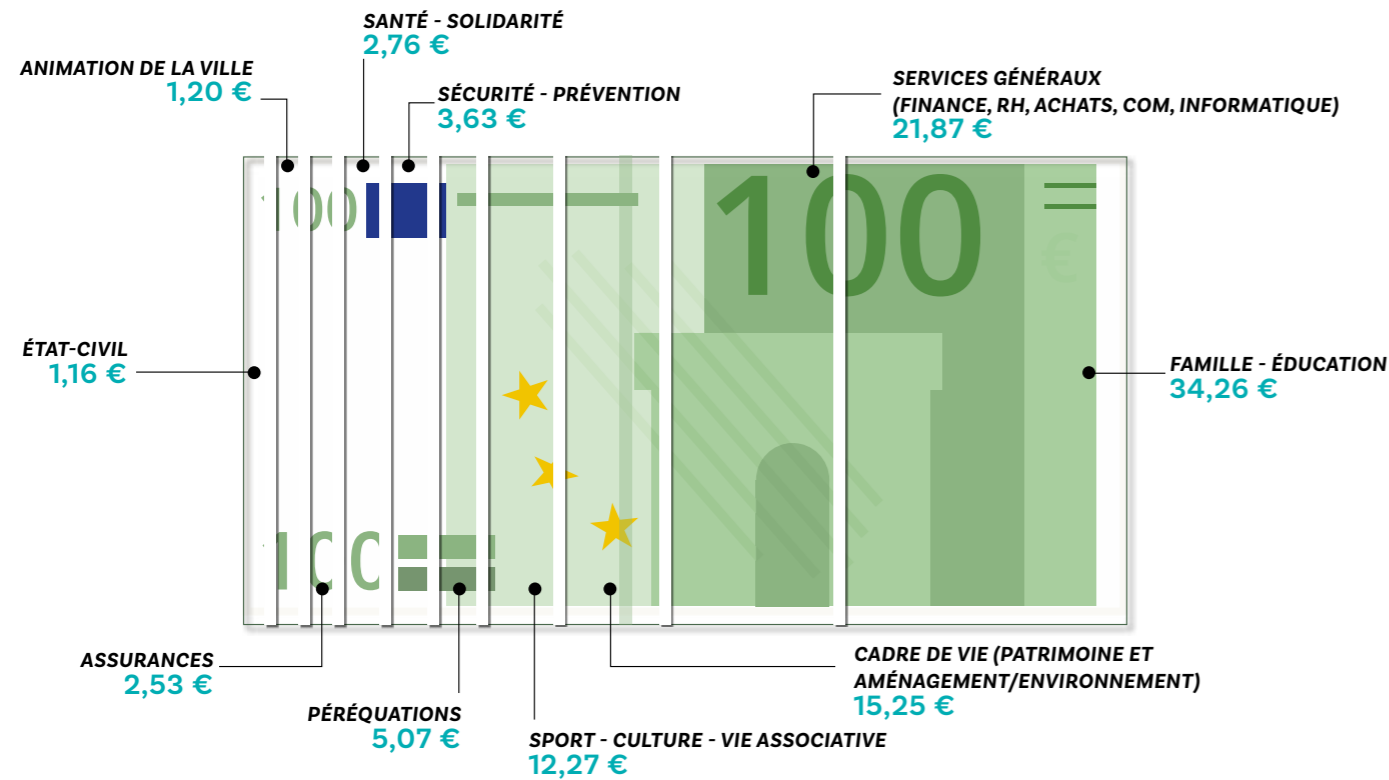 SANTÉ - SOLIDARITÉ
2,76 €
ANIMATION DE LA VILLE
1,20 €
SÉCURITÉ - PRÉVENTION
3,63 €
SERVICES GÉNÉRAUX
(FINANCE, RH, ACHATS, COM, INFORMATIQUE)
21,87 €
100
100
€
ÉTAT-CIVIL
1,16 €
FAMILLE - ÉDUCATION
34,26 €
100
ASSURANCES
2,53 €
PÉRÉQUATIONS
5,07 €
SPORT - CULTURE - VIE ASSOCIATIVE
12,27 €
CADRE DE VIE (PATRIMOINE ET
AMÉNAGEMENT/ENVIRONNEMENT)
15,25 €